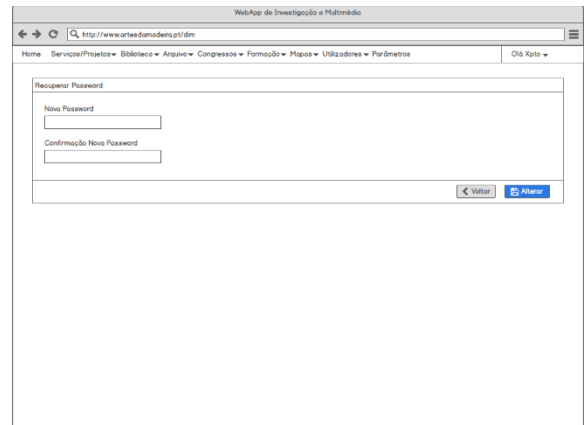 WebApp de Investigação e Multimédia
http://www.artesdamadeira.pt/dim
Home Serviços/Projetos Biblioteca Arquivo Congressos Formação Mapas Utilizadores Parâmetros Olá Xpto
Recuperar Password
Nova Password
Confirmação Nova Password
Voltar Alterar